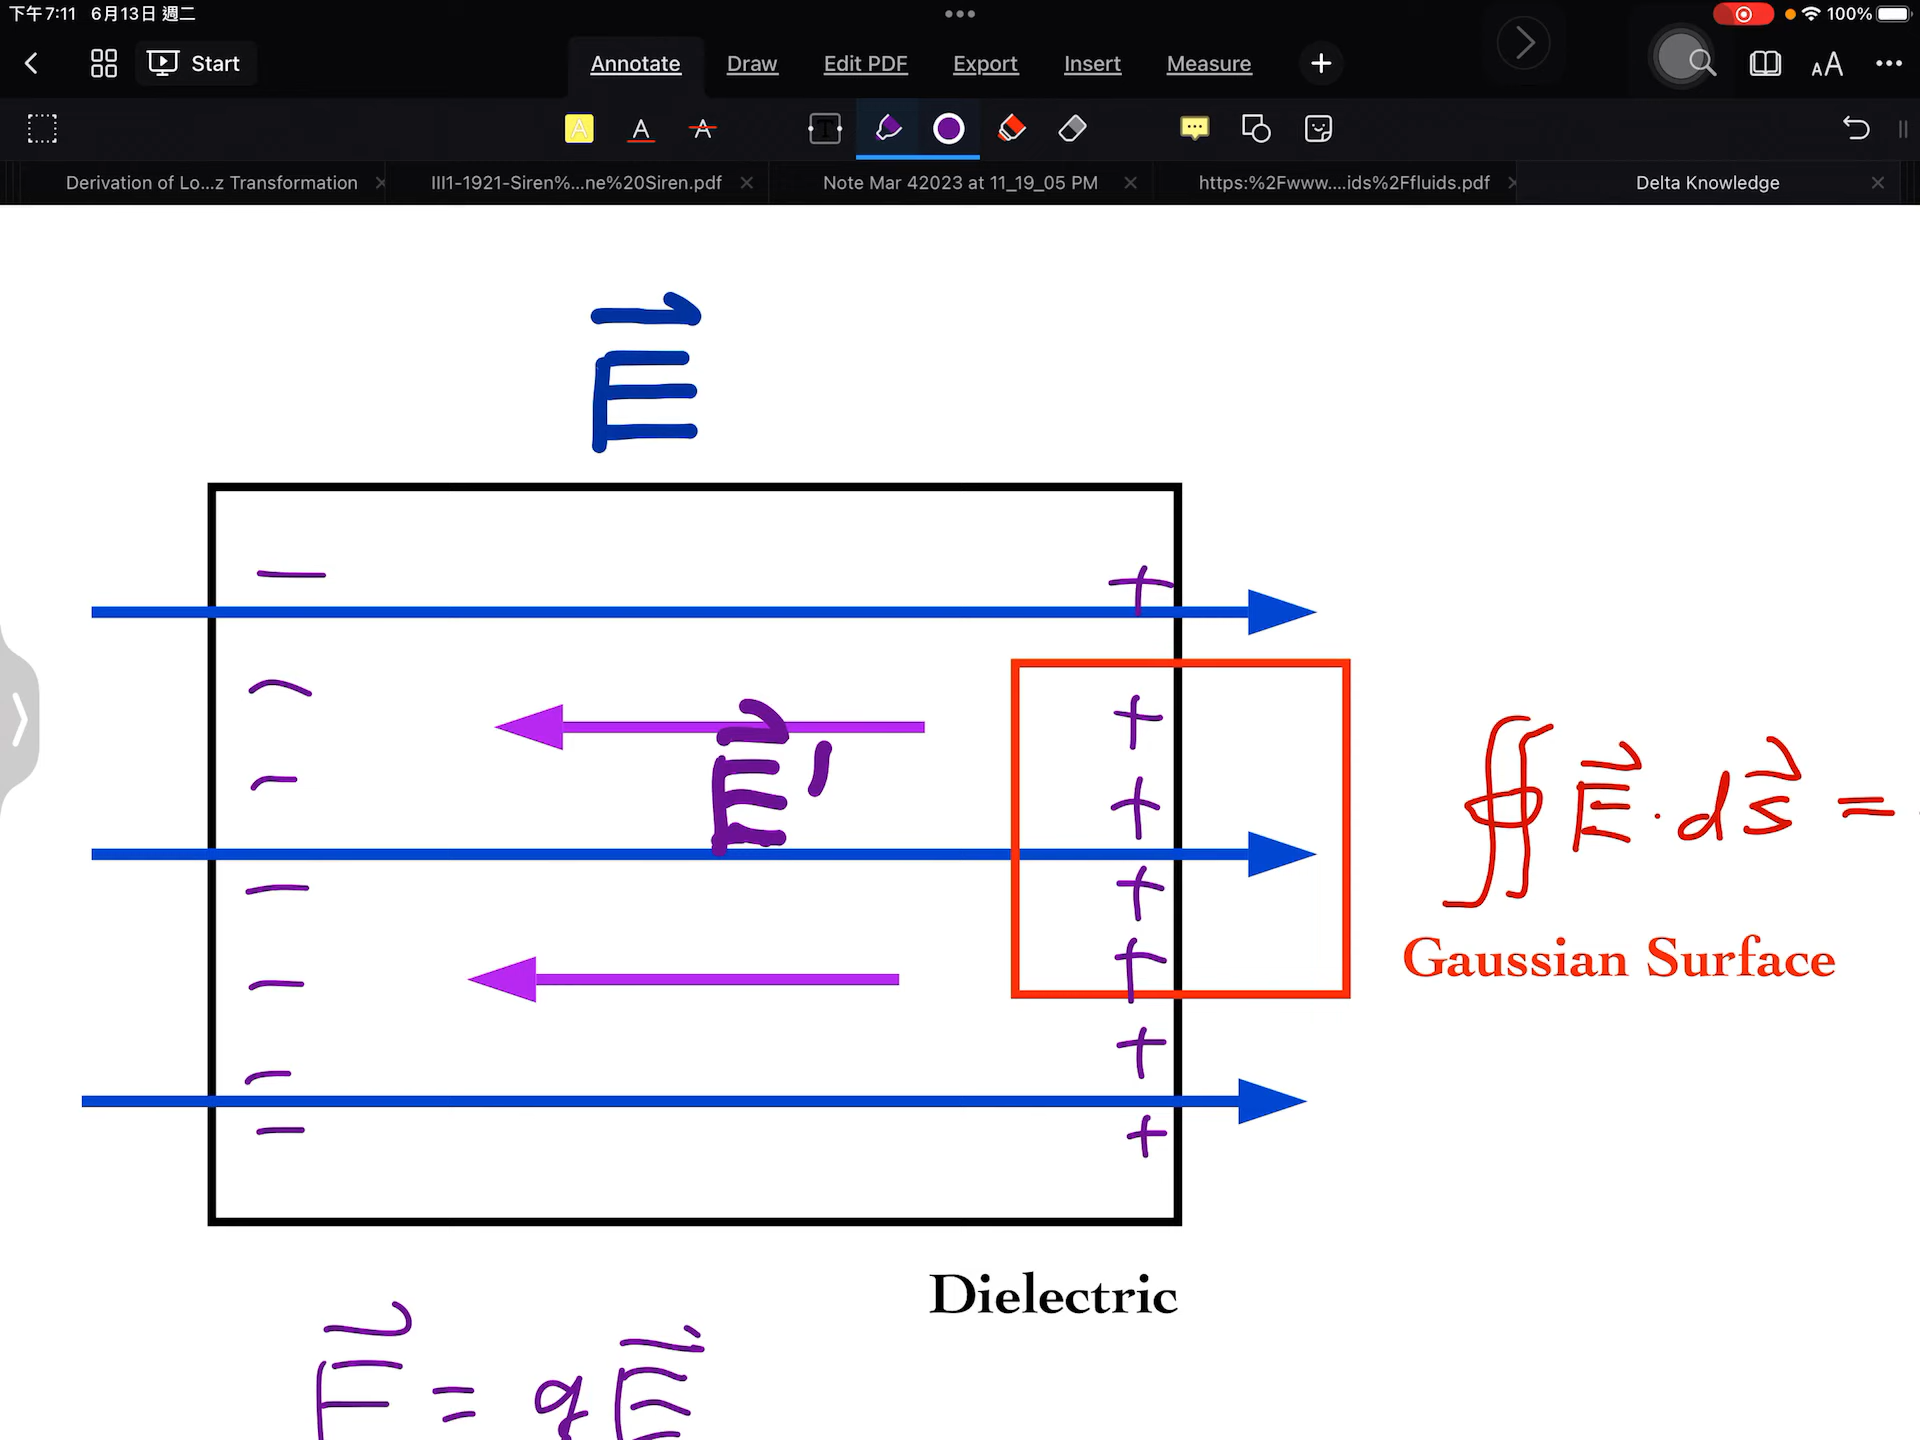 下午7:11 6月13日 週二
100%
Start
Annotate Draw Edit PDF Export Insert Measure
A A A T AA
Derivation of Lo...z Transformation
III1-1921-Siren%...ne%20Siren.pdf
Note Mar 42023 at 11_19_05 PM
https:%2Fwww....ids%2Ffluids.pdf
Delta Knowledge
E⃗
− +
− +
E⃗'
− +
− +
− +
− +
− +
∯ E⃗ · ds⃗ =
Gaussian Surface
Dielectric
F⃗ = qE⃗